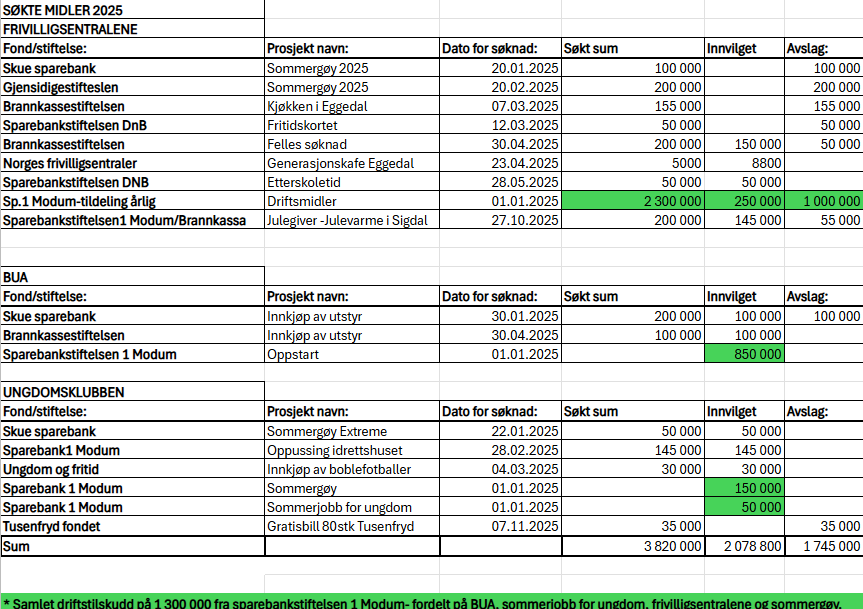 SØKTE MIDLER 2025
FRIVILLIGSENTRALENE
Fond/stiftelse: Prosjekt navn: Dato for søknad: Søkt sum Innvilget Avslag:
Skue sparebank Sommergøy 2025 20.01.2025 100 000 100 000
Gjensidigestifteslen Sommergøy 2025 20.02.2025 200 000 200 000
Brannkassestiftelsen Kjøkken i Eggedal 07.03.2025 155 000 155 000
Sparebankstiftelsen DnB Fritidskortet 12.03.2025 50 000 50 000
Brannkassestiftelsen Felles søknad 30.04.2025 200 000 150 000 50 000
Norges frivilligsentraler Generasjonskafe Eggedal 23.04.2025 5000 8800
Sparebankstiftelsen DNB Etterskoletid 28.05.2025 50 000 50 000
Sp.1 Modum-tildeling årlig Driftsmidler 01.01.2025 2 300 000 250 000 1 000 000
Sparebankstiftelsen1 Modum/Brannkassa Julegiver -Julevarme i Sigdal 27.10.2025 200 000 145 000 55 000
BUA
Fond/stiftelse: Prosjekt navn: Dato for søknad: Søkt sum Innvilget Avslag:
Skue sparebank Innkjøp av utstyr 30.01.2025 200 000 100 000 100 000
Brannkassestiftelsen Innkjøp av utstyr 30.04.2025 100 000 100 000
Sparebankstiftelsen 1 Modum Oppstart 01.01.2025 850 000
UNGDOMSKLUBBEN
Fond/stiftelse: Prosjekt navn: Dato for søknad: Søkt sum Innvilget Avslag:
Skue sparebank Sommergøy Extreme 22.01.2025 50 000 50 000
Sparebank1 Modum Oppussing idrettshuset 28.02.2025 145 000 145 000
Ungdom og fritid Innkjøp av boblefotballer 04.03.2025 30 000 30 000
Sparebank 1 Modum Sommergøy 01.01.2025 150 000
Sparebank 1 Modum Sommerjobb for ungdom 01.01.2025 50 000
Tusenfryd fondet Gratisbill 80stk Tusenfryd 07.11.2025 35 000 35 000
Sum 3 820 000 2 078 800 1 745 000
* Samlet driftstilskudd på 1 300 000 fra sparebankstiftelsen 1 Modum- fordelt på BUA, sommerjobb for ungdom, frivilligsentralene og sommergøy.